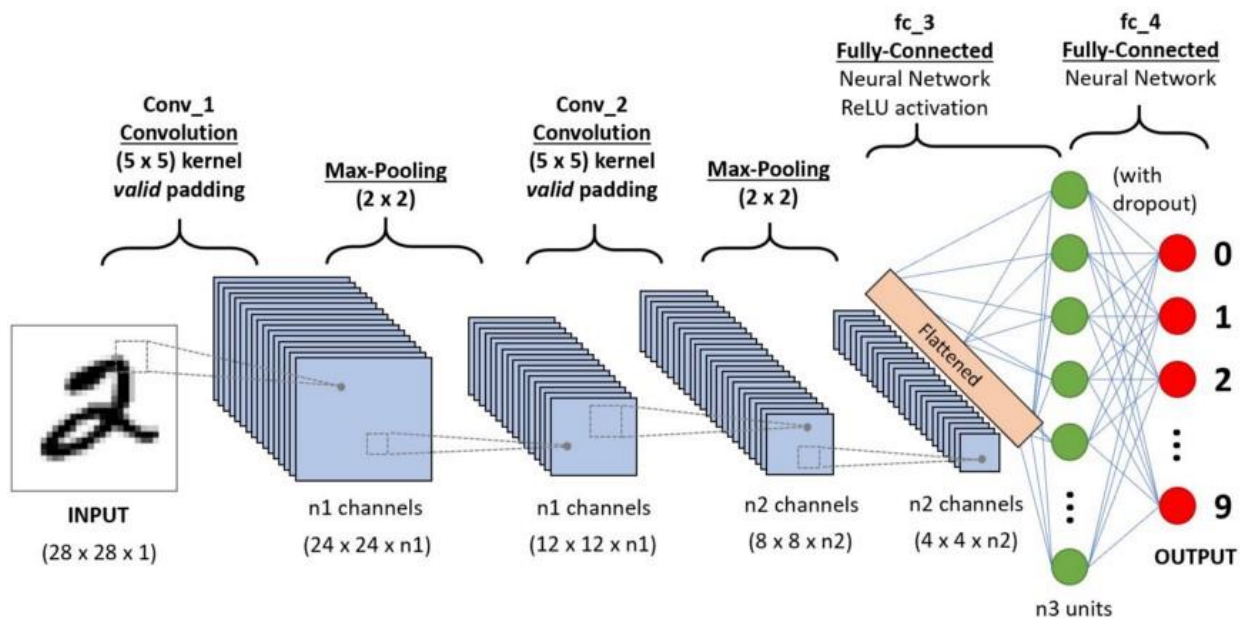 fc_3
Fully-Connected
Neural Network
ReLU activation
fc_4
Fully-Connected
Neural Network
Conv_1
Convolution
(5 x 5) kernel
valid padding
Max-Pooling
(2 x 2)
Conv_2
Convolution
(5 x 5) kernel
valid padding
Max-Pooling
(2 x 2)
(with
dropout)
Flattened
0
1
2
9
INPUT
(28 x 28 x 1)
n1 channels
(24 x 24 x n1)
n1 channels
(12 x 12 x n1)
n2 channels
(8 x 8 x n2)
n2 channels
(4 x 4 x n2)
OUTPUT
n3 units